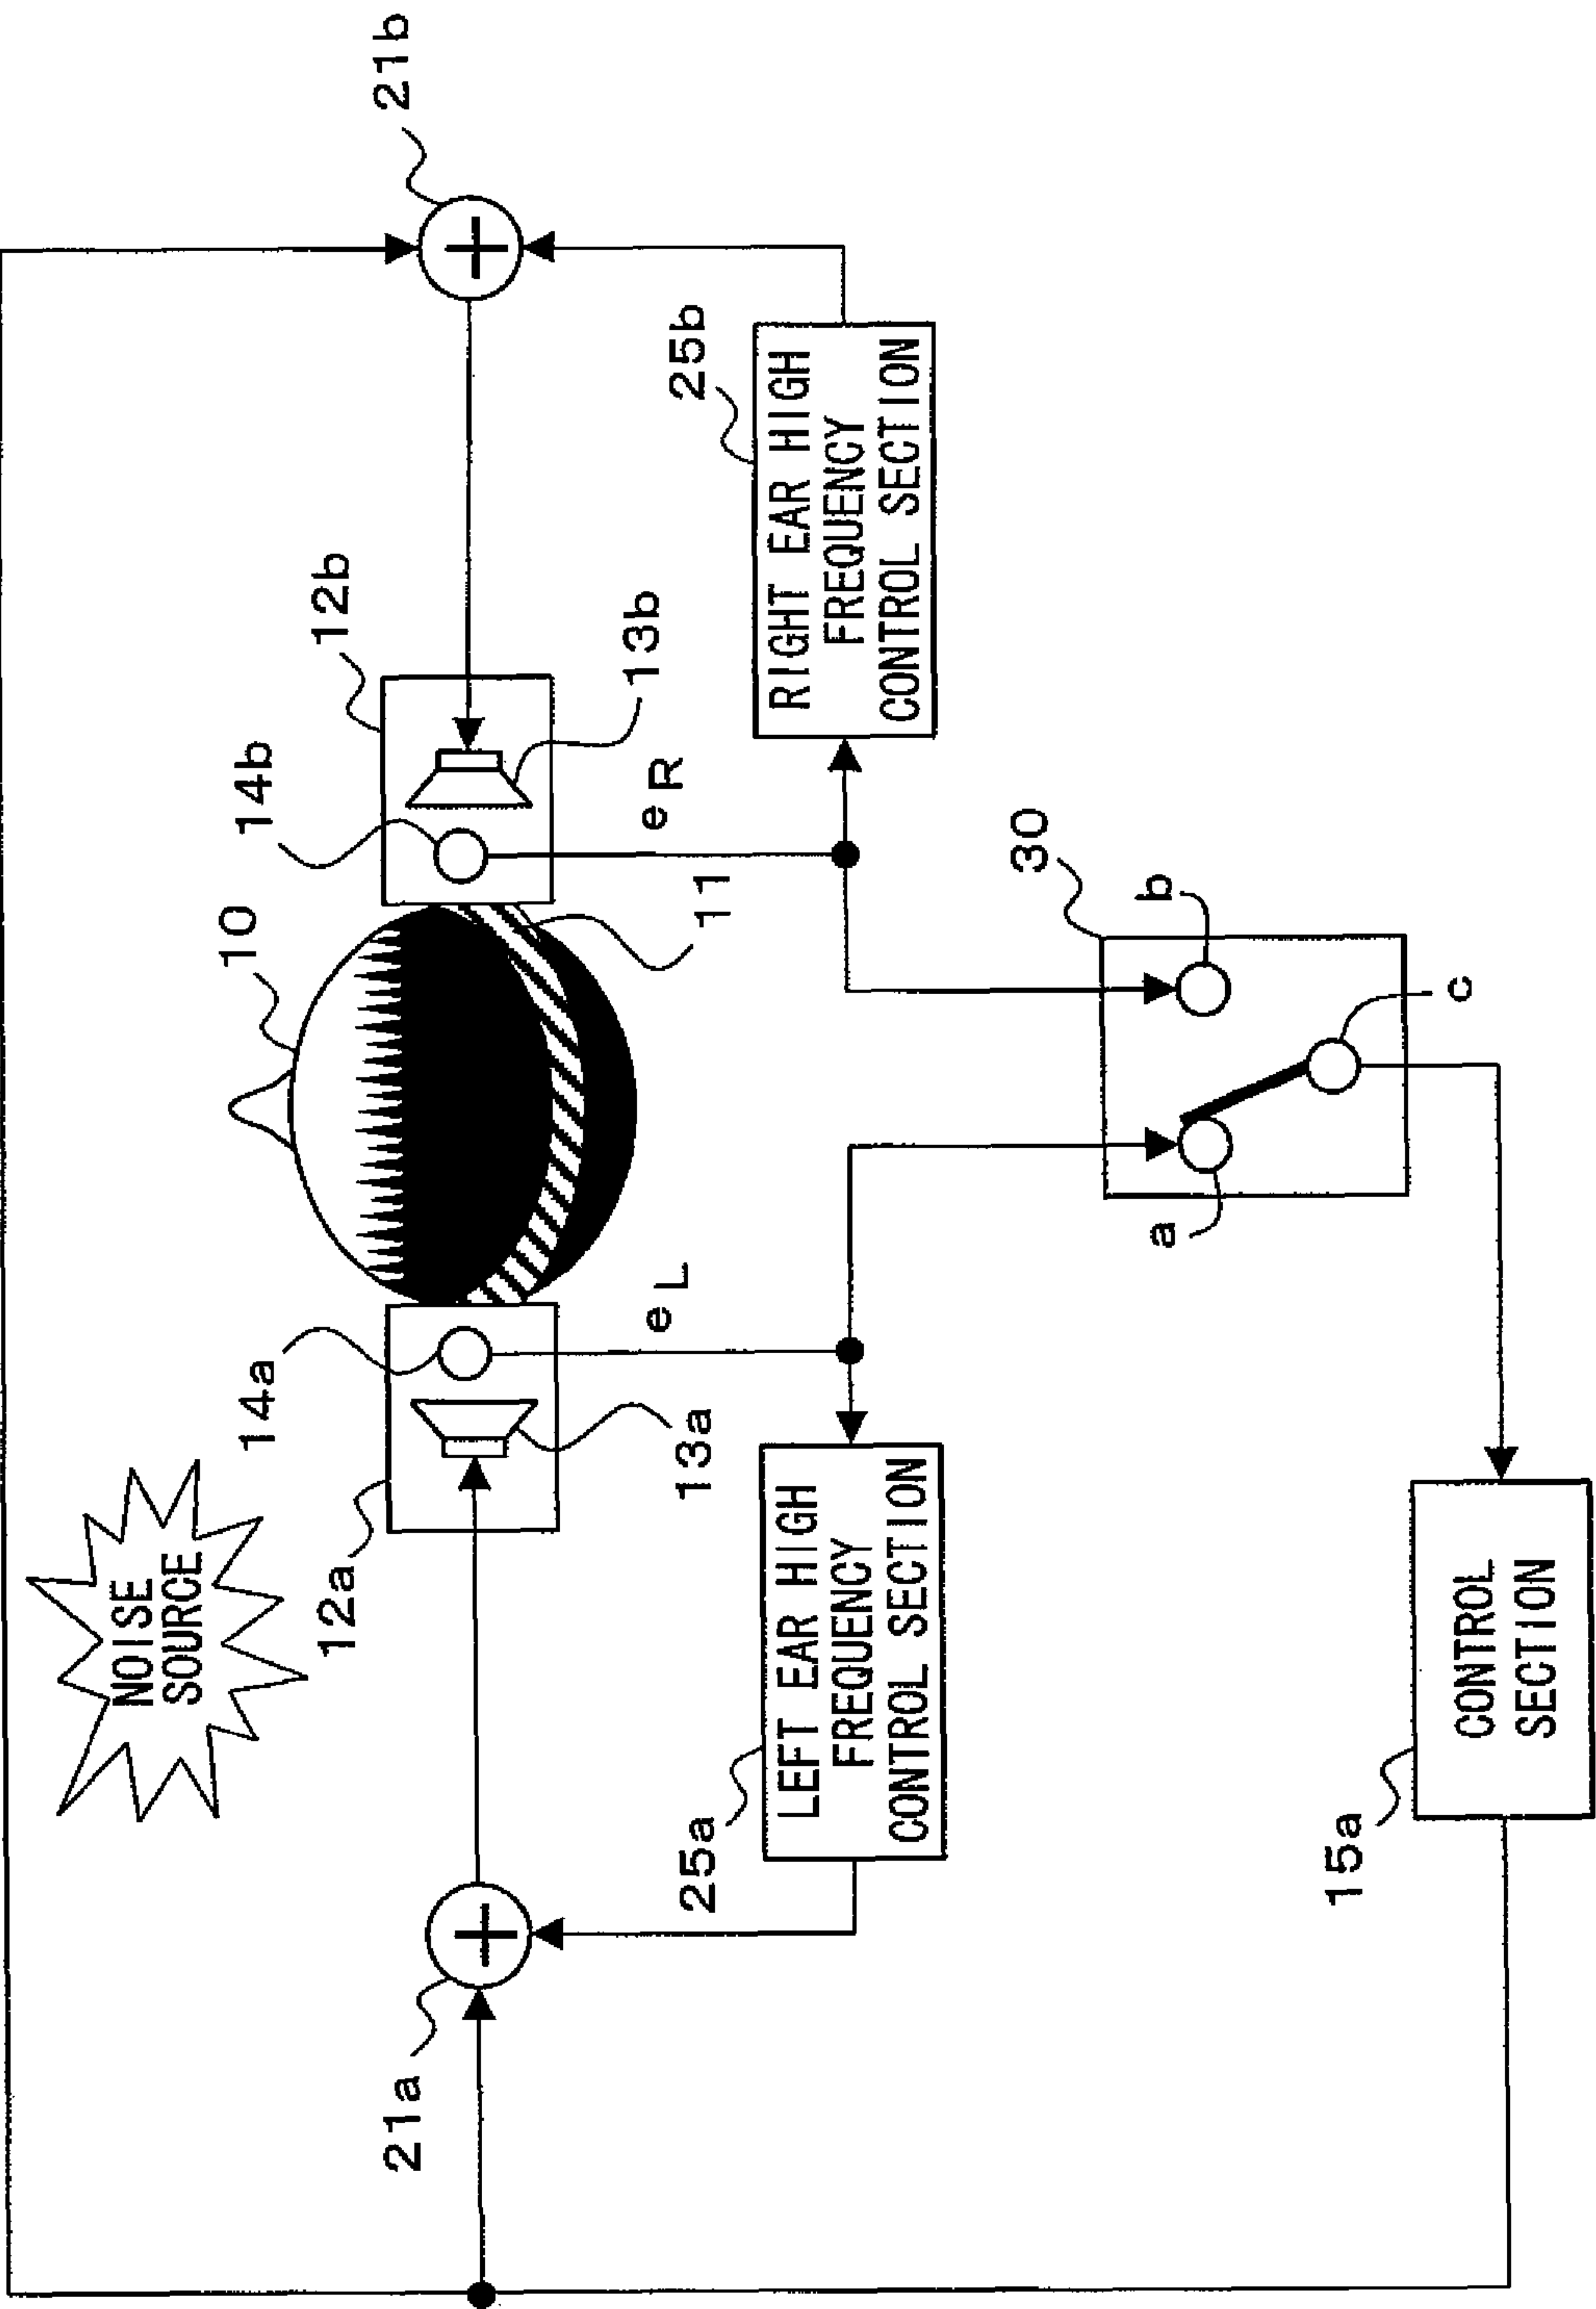 NOISE
SOURCE
10
14a
14b
12a
12b
21a
21b
13a
13b
11
eL
eR
25a
25b
LEFT EAR HIGH
FREQUENCY
CONTROL SECTION
RIGHT EAR HIGH
FREQUENCY
CONTROL SECTION
30
a
b
c
15a
CONTROL
SECTION